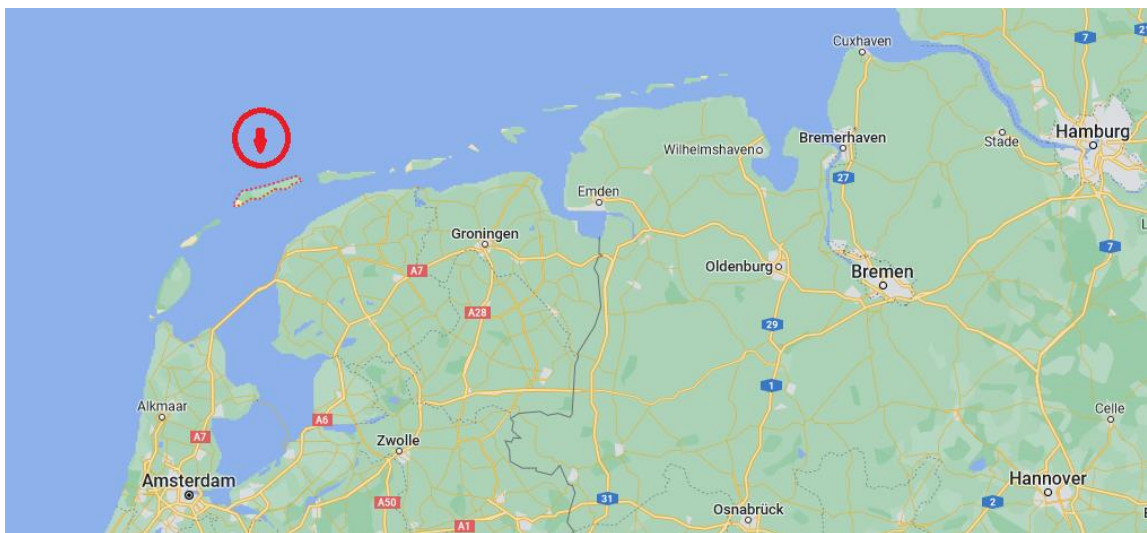 Cuxhaven
7
21
Hamburg
Bremerhaven
Stade
Wilhelmshaven
27
Emden
Groningen
7
A7
Oldenburg
Bremen
A28
29
1
Alkmaar
A6
Celle
A7
Zwolle
Amsterdam
Hannover
A50
31
2
Osnabrück
A1